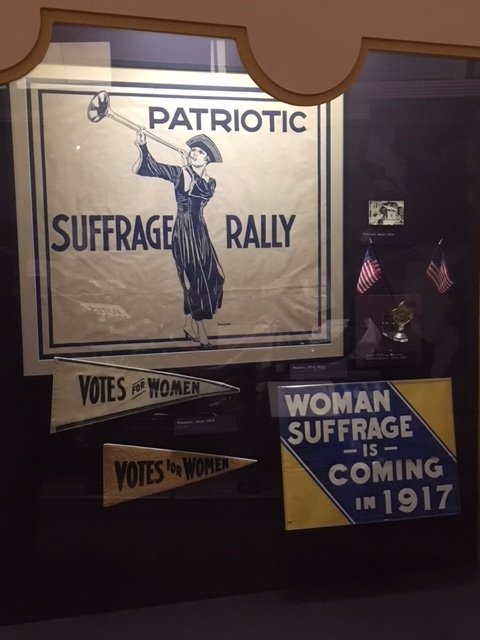 PATRIOTIC
SUFFRAGE RALLY
VOTES FOR WOMEN
VOTES FOR WOMEN
WOMAN
SUFFRAGE
– IS –
COMING
IN 1917